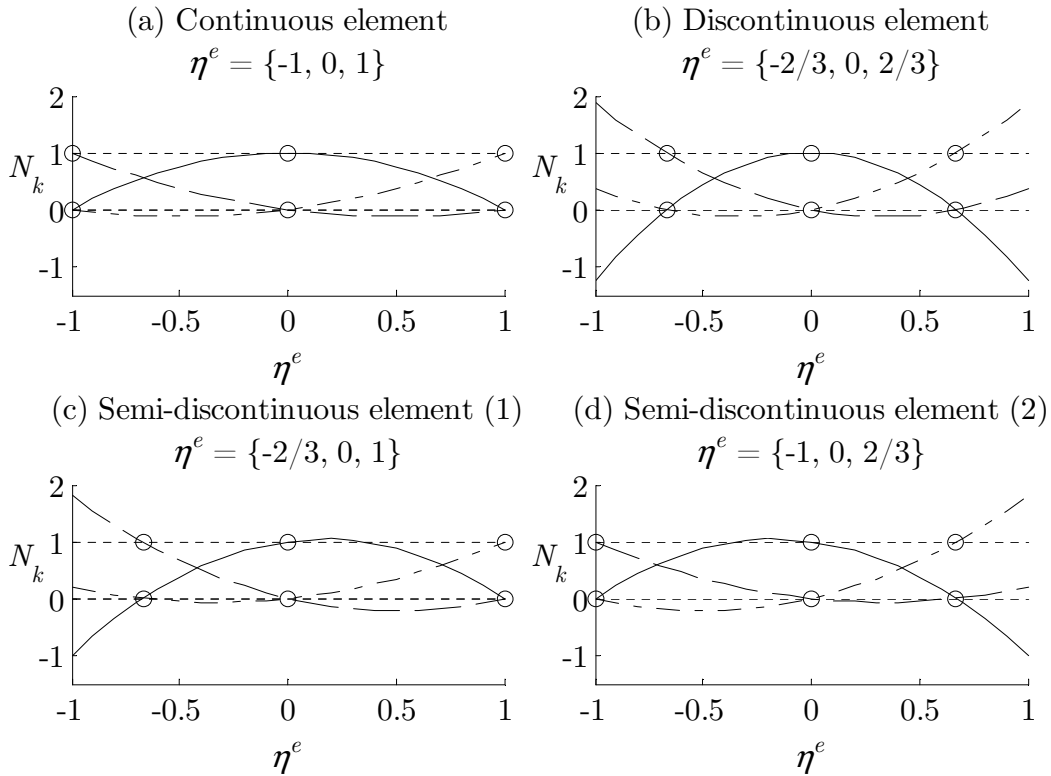 (a) Continuous element
η^e = {-1, 0, 1}
2
1
N_k
0
-1
-1 -0.5 0 0.5 1
η^e
(b) Discontinuous element
η^e = {-2/3, 0, 2/3}
2
1
N_k
0
-1
-1 -0.5 0 0.5 1
η^e
(c) Semi-discontinuous element (1)
η^e = {-2/3, 0, 1}
2
1
N_k
0
-1
-1 -0.5 0 0.5 1
η^e
(d) Semi-discontinuous element (2)
η^e = {-1, 0, 2/3}
2
1
N_k
0
-1
-1 -0.5 0 0.5 1
η^e